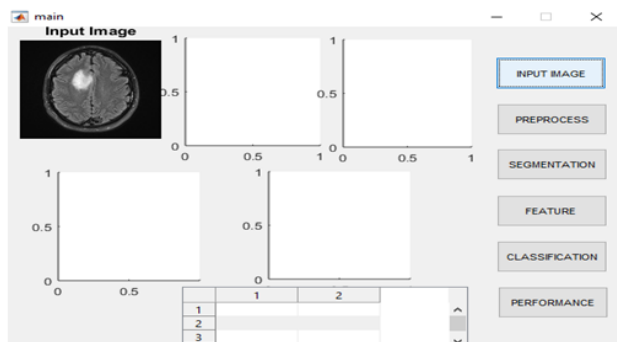 main
Input Image
1
0.5
0
0 0.5 1
1
0.5
0
0 0.5 1
INPUT IMAGE
PREPROCESS
SEGMENTATION
FEATURE
CLASSIFICATION
PERFORMANCE
1
0.5
0
0 0.5
1
0.5
0
1 2
1
2
3